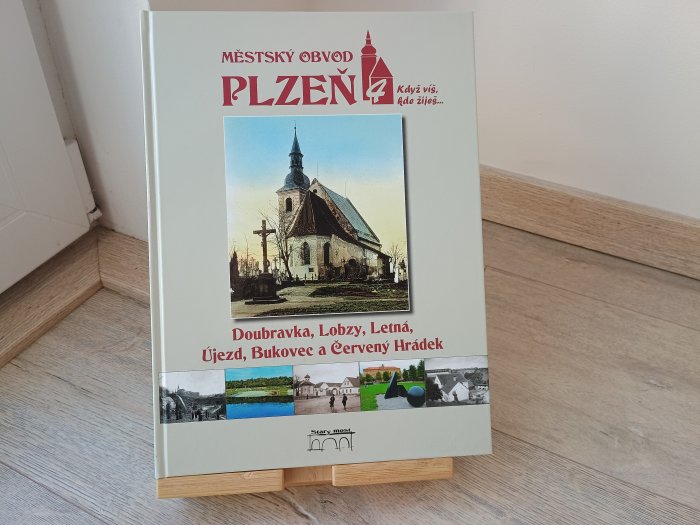 MĚSTSKÝ OBVOD
PLZEŇ 4
Když víš,
kde žiješ...
Doubravka, Lobzy, Letná,
Újezd, Bukovec a Červený Hrádek
Starý most